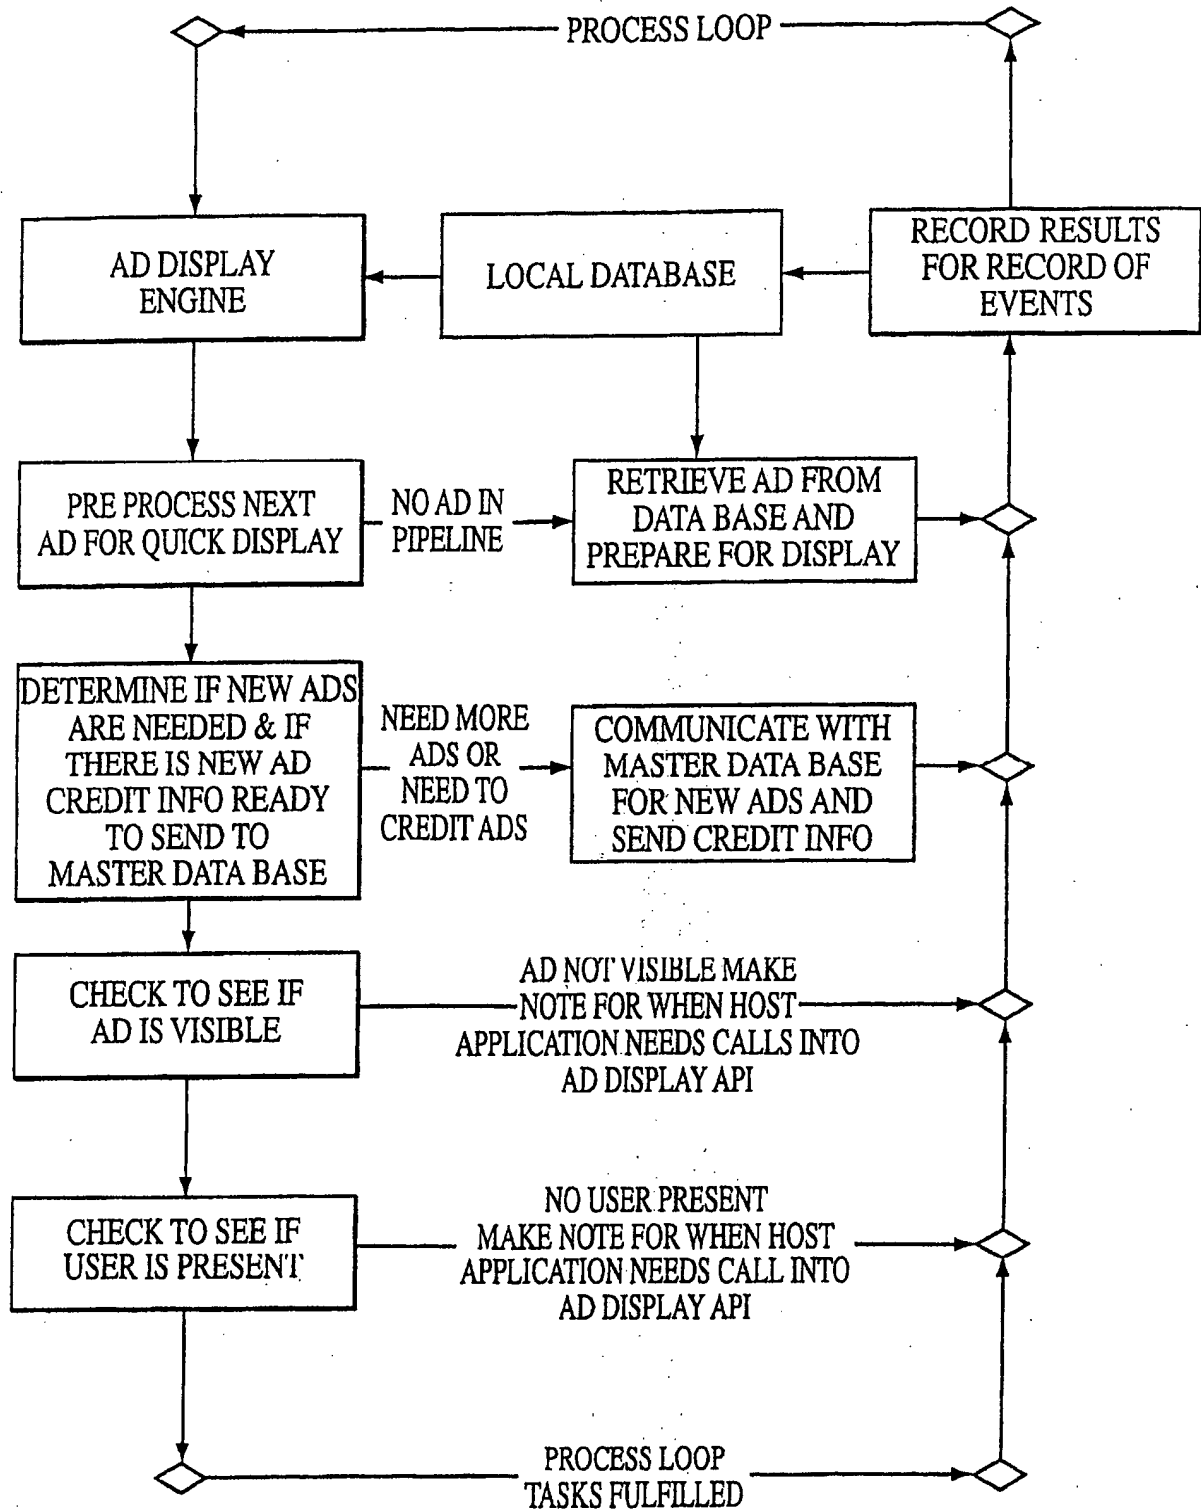 PROCESS LOOP
AD DISPLAY
ENGINE
LOCAL DATABASE
RECORD RESULTS
FOR RECORD OF
EVENTS
PRE PROCESS NEXT
AD FOR QUICK DISPLAY
NO AD IN
PIPELINE
RETRIEVE AD FROM
DATA BASE AND
PREPARE FOR DISPLAY
DETERMINE IF NEW ADS
ARE NEEDED & IF
THERE IS NEW AD
CREDIT INFO READY
TO SEND TO
MASTER DATA BASE
NEED MORE
ADS OR
NEED TO
CREDIT ADS
COMMUNICATE WITH
MASTER DATA BASE
FOR NEW ADS AND
SEND CREDIT INFO
CHECK TO SEE IF
AD IS VISIBLE
AD NOT VISIBLE MAKE
NOTE FOR WHEN HOST
APPLICATION NEEDS CALLS INTO
AD DISPLAY API
CHECK TO SEE IF
USER IS PRESENT
NO USER PRESENT
MAKE NOTE FOR WHEN HOST
APPLICATION NEEDS CALL INTO
AD DISPLAY API
PROCESS LOOP
TASKS FULFILLED